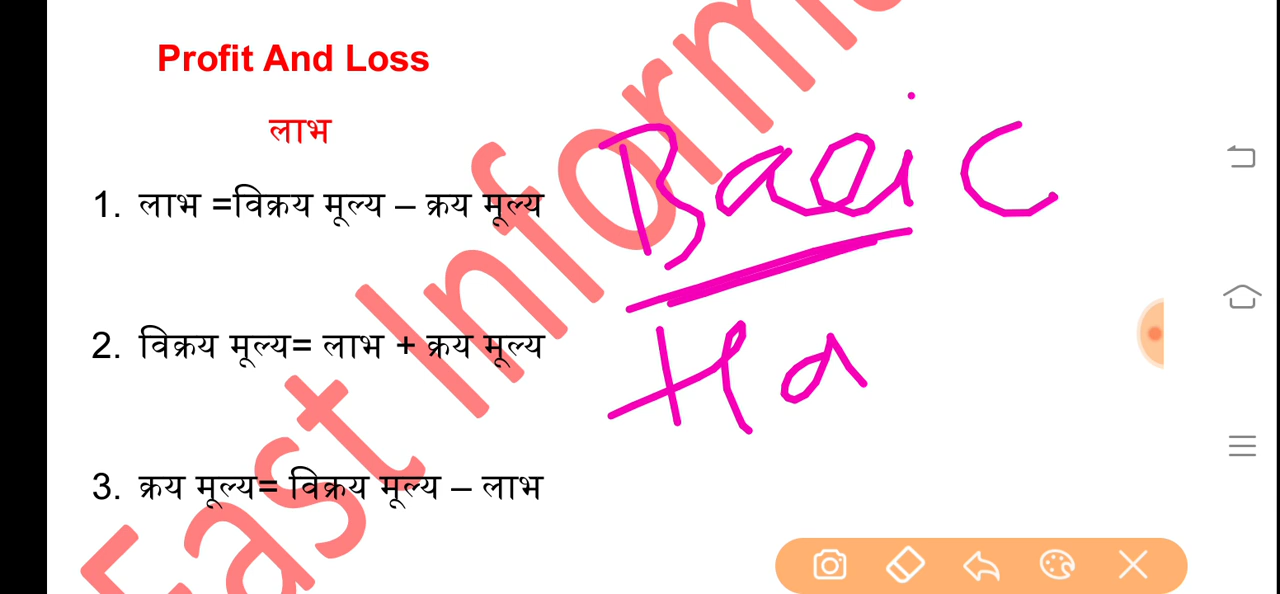 Profit And Loss
लाभ
1. लाभ =विक्रय मूल्य – क्रय मूल्य
2. विक्रय मूल्य= लाभ + क्रय मूल्य
3. क्रय मूल्य= विक्रय मूल्य – लाभ
Basic
Ha
Fast Inform